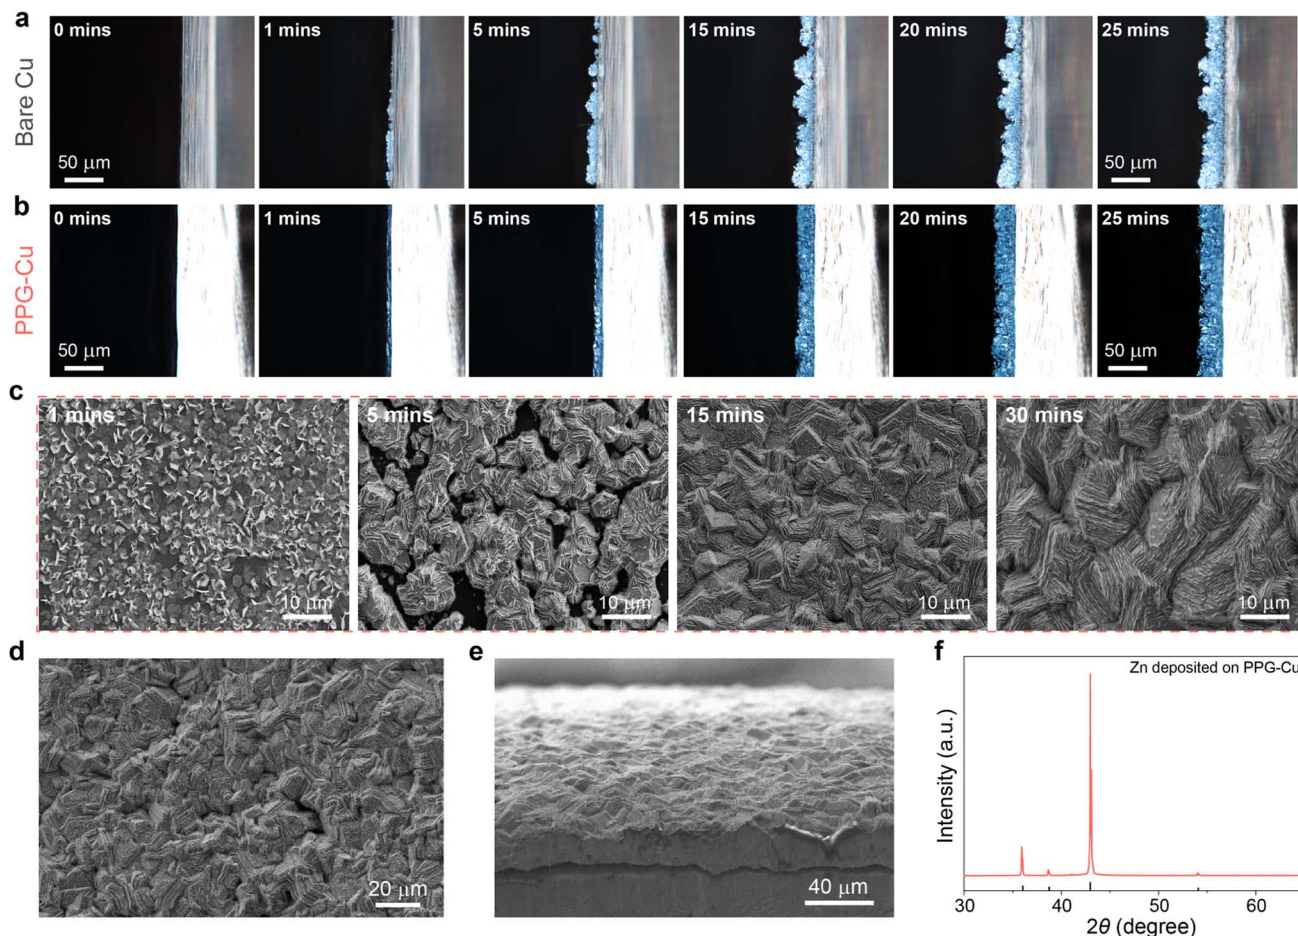 a
Bare Cu
0 mins
1 mins
5 mins
15 mins
20 mins
25 mins
50 μm
50 μm
b
PPG-Cu
0 mins
1 mins
5 mins
15 mins
20 mins
25 mins
50 μm
50 μm
c
1 mins
5 mins
15 mins
30 mins
10 μm
10 μm
10 μm
10 μm
d
20 μm
e
40 μm
f
Zn deposited on PPG-Cu
Intensity (a.u.)
30
40
50
60
2θ (degree)